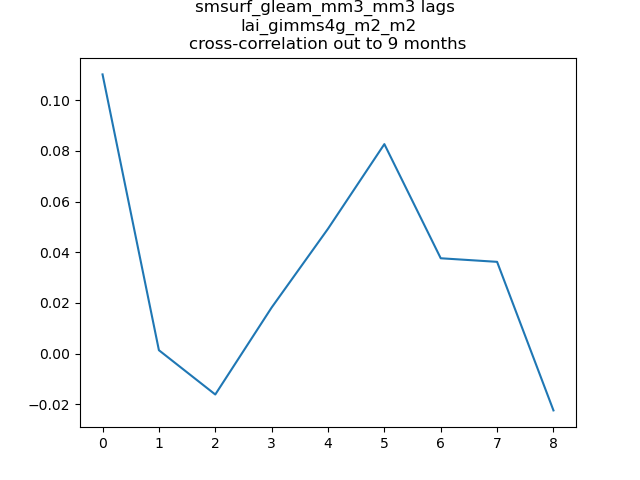 smsurf_gleam_mm3_mm3 lags
lai_gimms4g_m2_m2
cross-correlation out to 9 months
0.10
0.08
0.06
0.04
0.02
0.00
−0.02
0 1 2 3 4 5 6 7 8